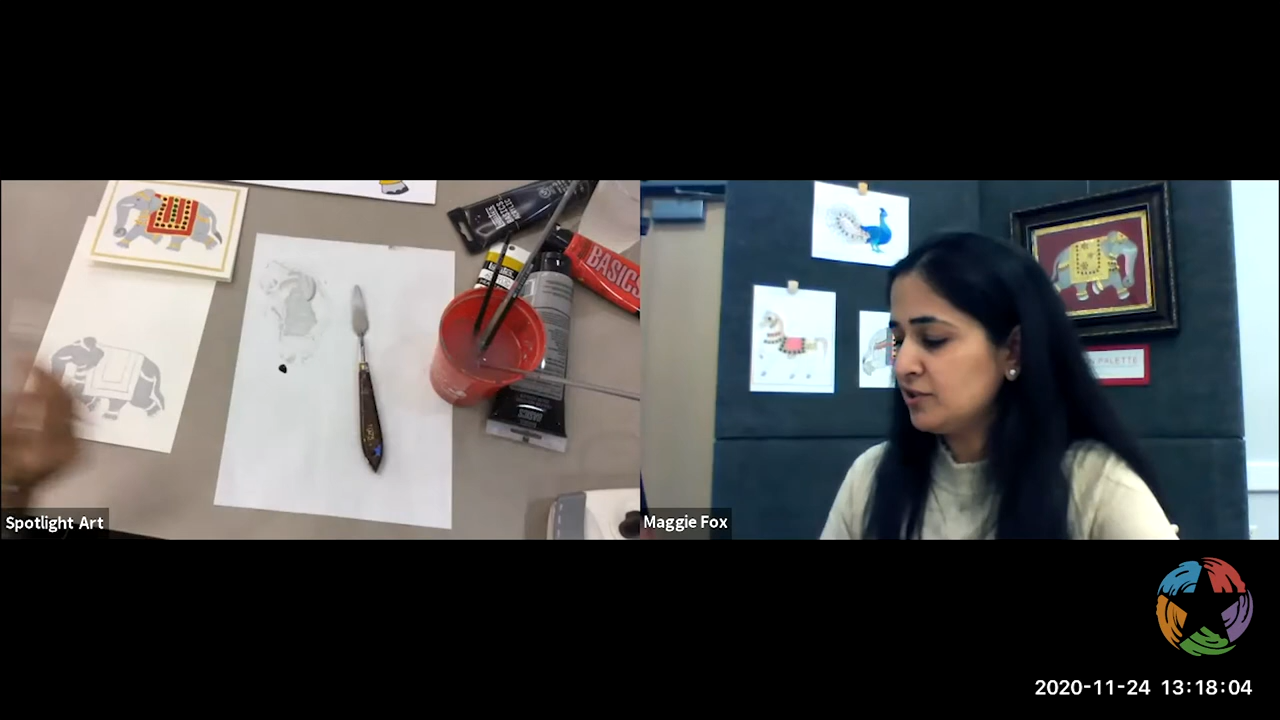 BASICS
BASICS
N PALETTE
Spotlight Art
Maggie Fox
2020-11-24 13:18:04